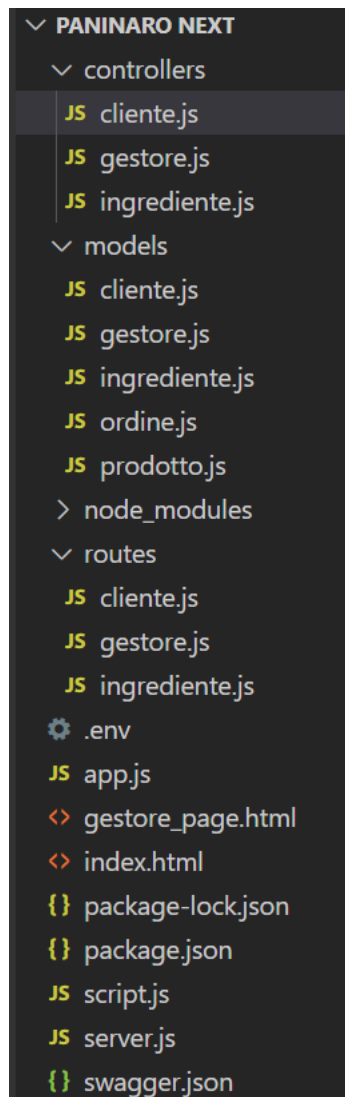 PANINARO NEXT
controllers
JS cliente.js
JS gestore.js
JS ingrediente.js
models
JS cliente.js
JS gestore.js
JS ingrediente.js
JS ordine.js
JS prodotto.js
node_modules
routes
JS cliente.js
JS gestore.js
JS ingrediente.js
.env
JS app.js
<> gestore_page.html
<> index.html
{} package-lock.json
{} package.json
JS script.js
JS server.js
{} swagger.json